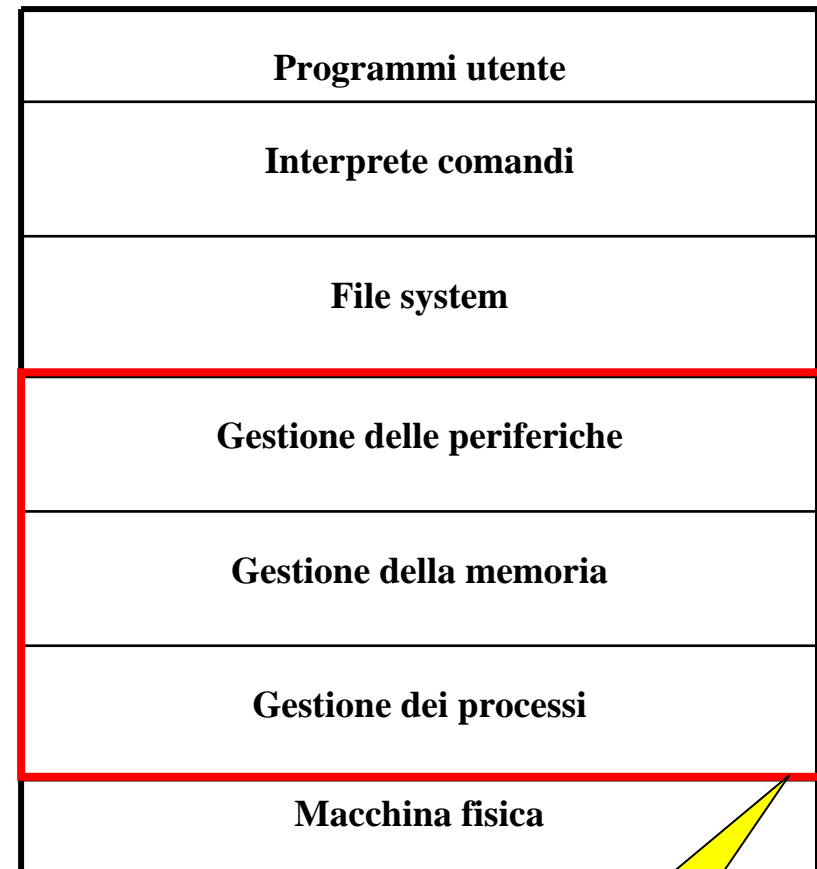 Programmi utente
Interprete comandi
File system
Gestione delle periferiche
Gestione della memoria
Gestione dei processi
Macchina fisica